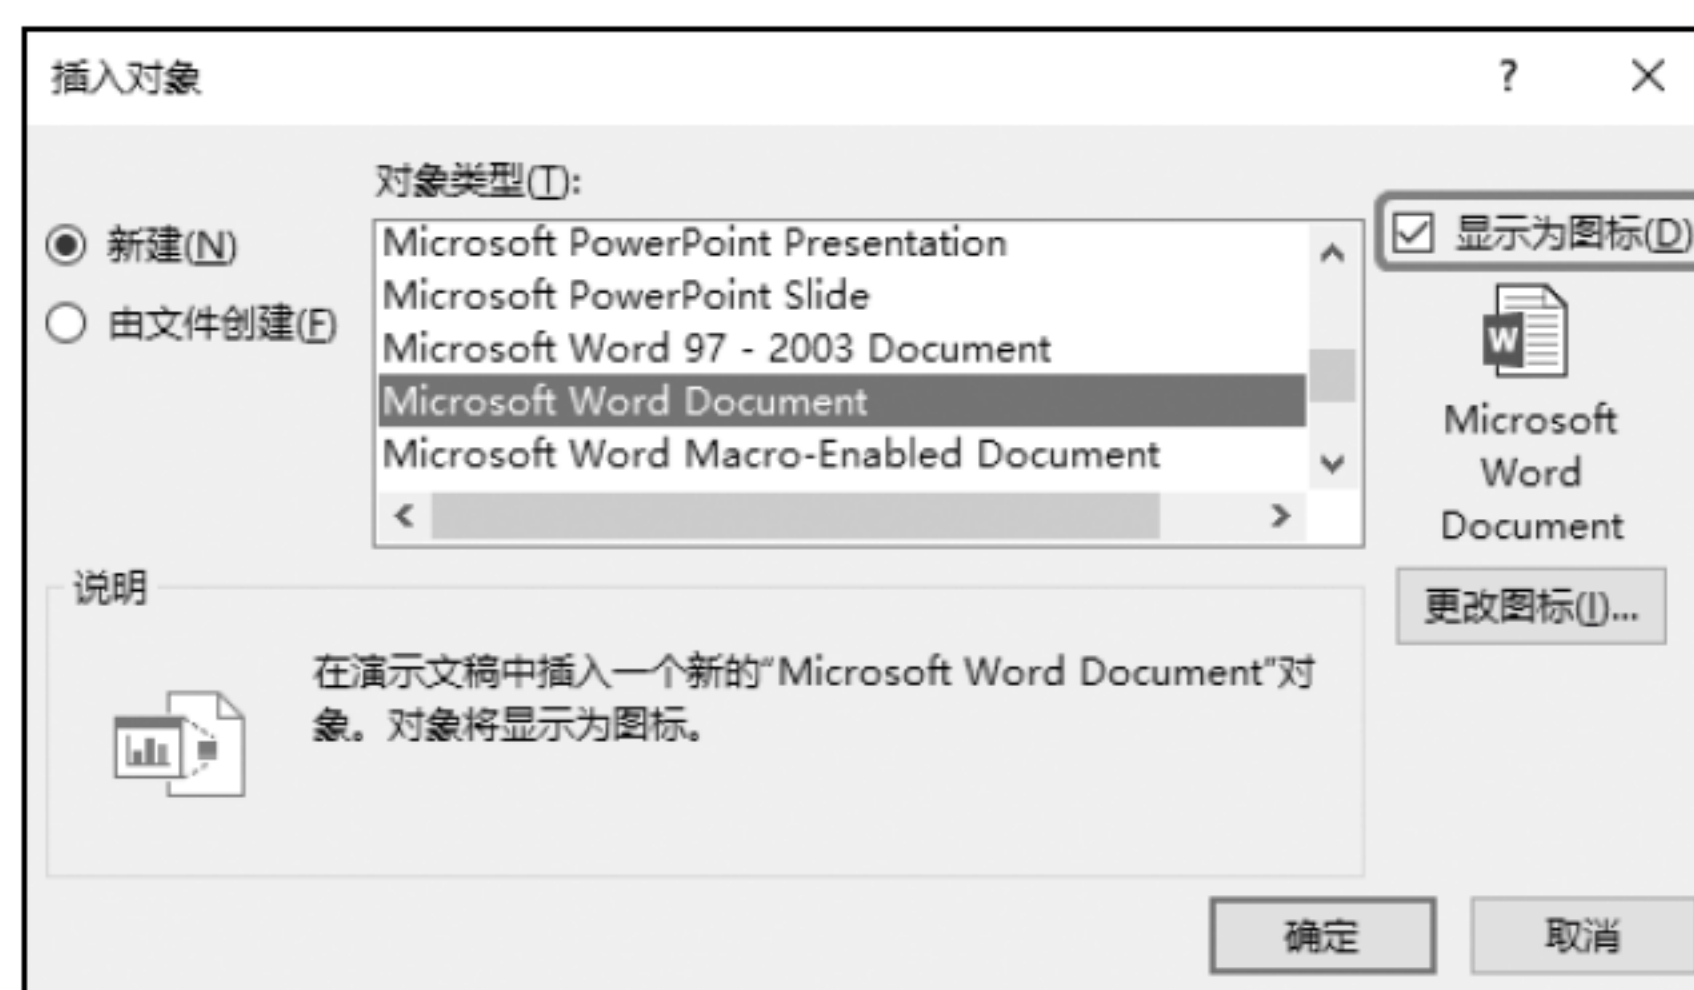 插入对象
?
×
对象类型(T):
新建(N)
由文件创建(F)
Microsoft PowerPoint Presentation
Microsoft PowerPoint Slide
Microsoft Word 97 - 2003 Document
Microsoft Word Document
Microsoft Word Macro-Enabled Document
显示为图标(D)
W
Microsoft
Word
Document
更改图标(I)...
说明
在演示文稿中插入一个新的“Microsoft Word Document”对
象。对象将显示为图标。
确定
取消